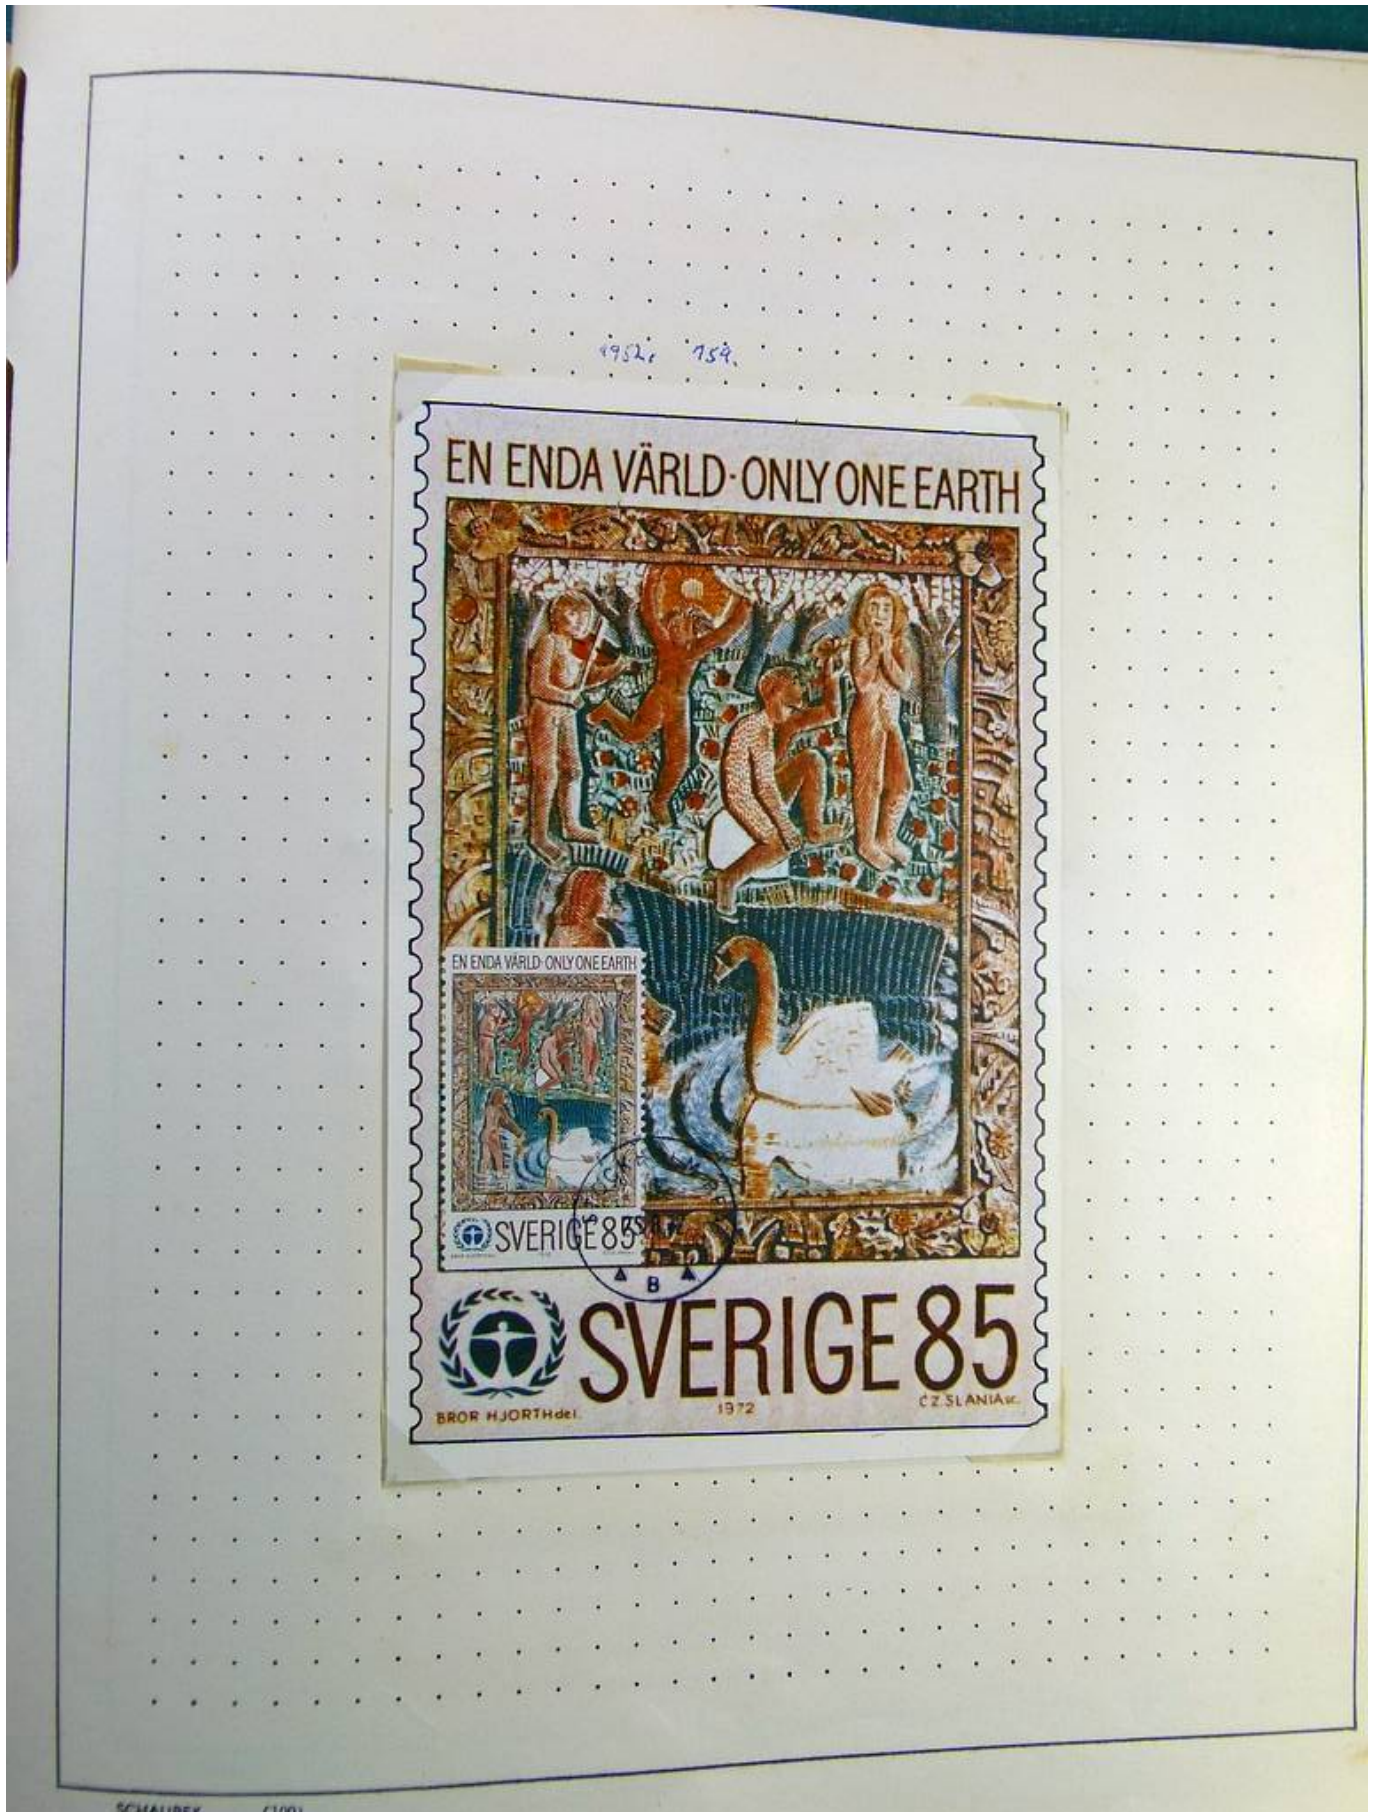 EN ENDA VÄRLD·ONLY ONE EARTH
EN ENDA VÄRLD·ONLY ONE EARTH
SVERIGE 85
B
SVERIGE 85
BROR HJORTH del.
1972
CZ.SLANIA sc.